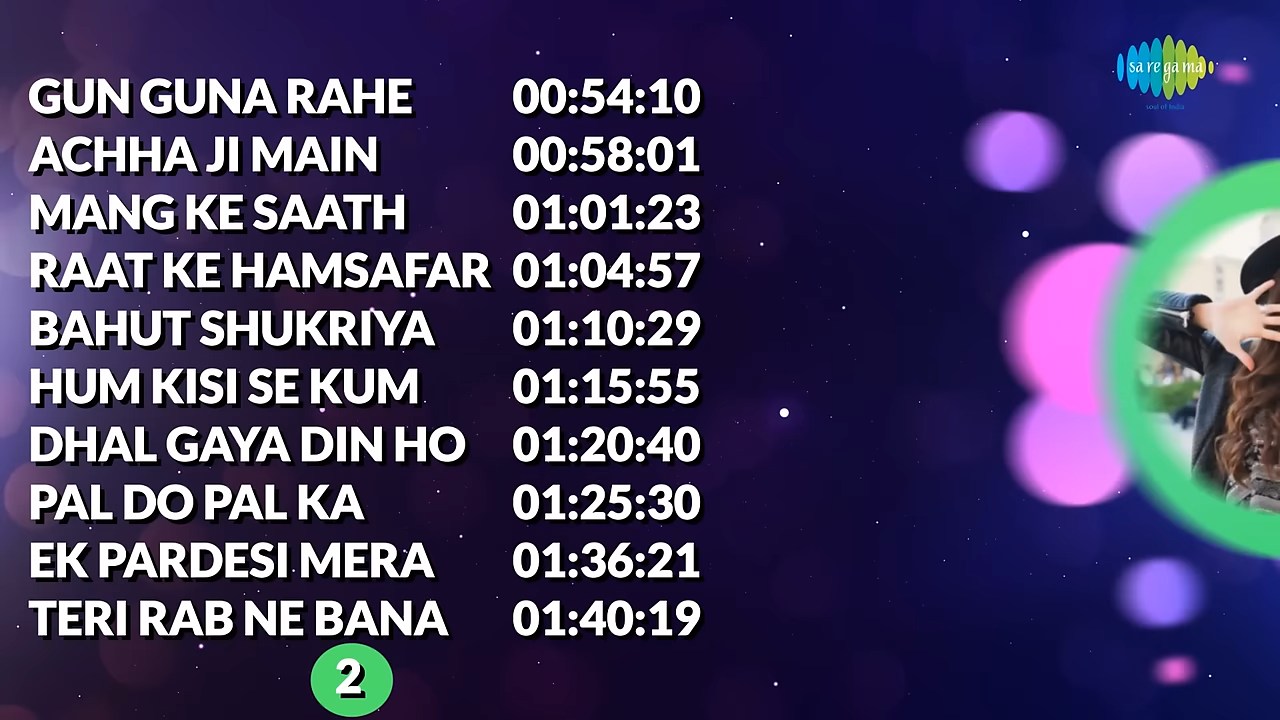 sa re ga ma
soul of India
GUN GUNA RAHE 00:54:10
ACHHA JI MAIN 00:58:01
MANG KE SAATH 01:01:23
RAAT KE HAMSAFAR 01:04:57
BAHUT SHUKRIYA 01:10:29
HUM KISI SE KUM 01:15:55
DHAL GAYA DIN HO 01:20:40
PAL DO PAL KA 01:25:30
EK PARDESI MERA 01:36:21
TERI RAB NE BANA 01:40:19
2